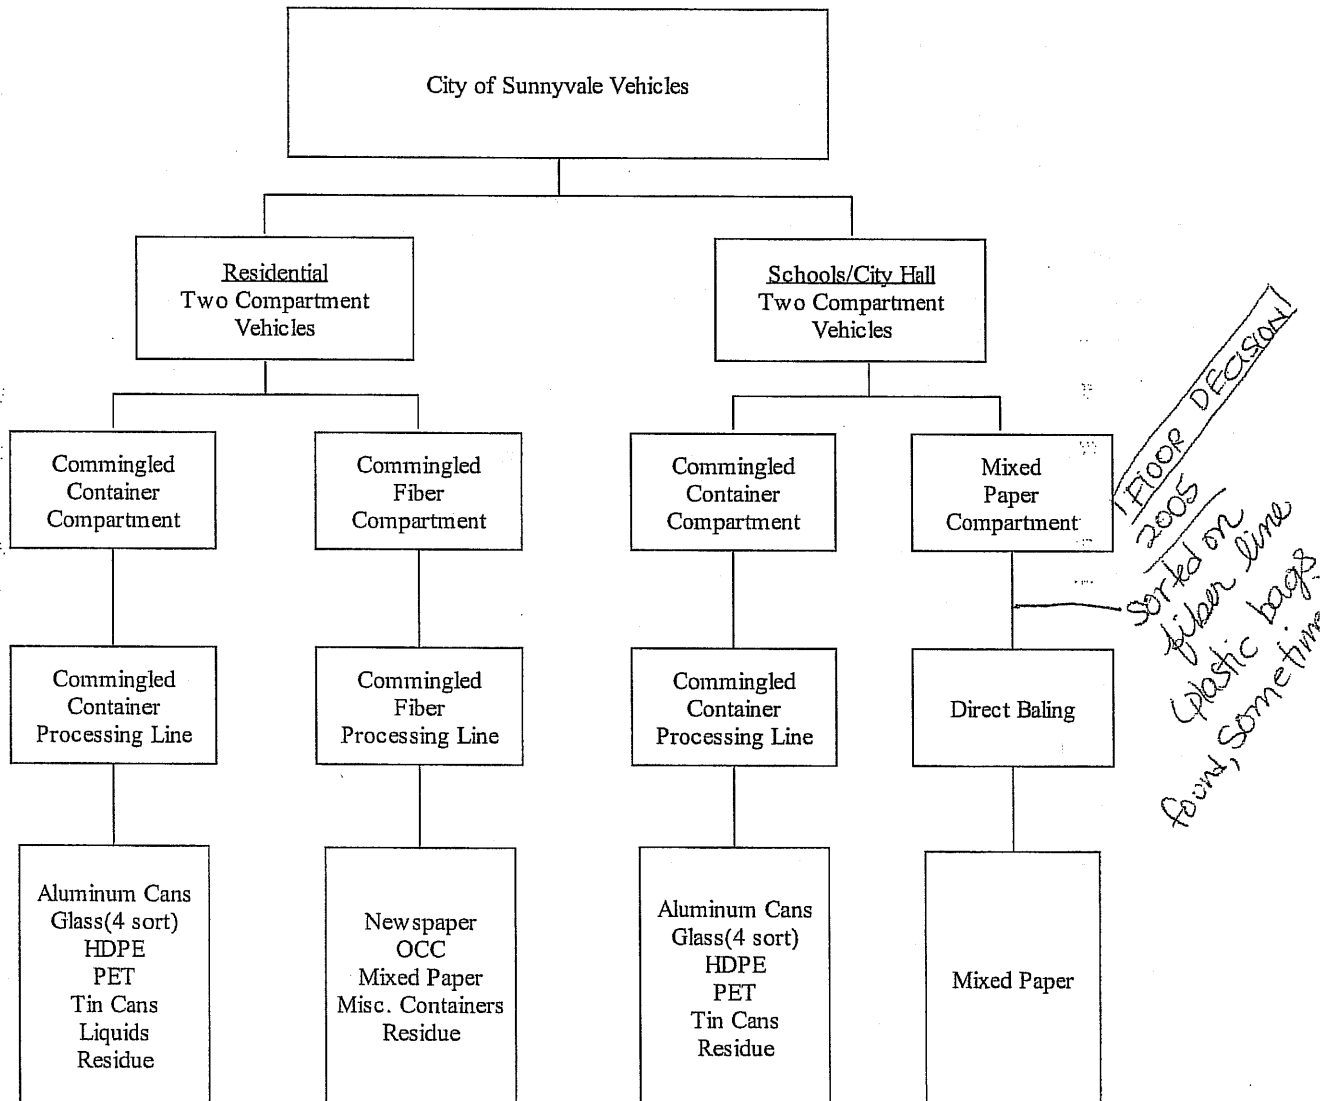 City of Sunnyvale Vehicles
Residential
Two Compartment
Vehicles
Schools/City Hall
Two Compartment
Vehicles
Commingled
Container
Compartment
Commingled
Fiber
Compartment
Commingled
Container
Compartment
Mixed
Paper
Compartment
FlOOR DECISION
2005
Sorted on
fiber line
(plastic bags
found, sometime
Commingled
Container
Processing Line
Commingled
Fiber
Processing Line
Commingled
Container
Processing Line
Direct Baling
Aluminum Cans
Glass(4 sort)
HDPE
PET
Tin Cans
Liquids
Residue
Newspaper
OCC
Mixed Paper
Misc. Containers
Residue
Aluminum Cans
Glass(4 sort)
HDPE
PET
Tin Cans
Residue
Mixed Paper